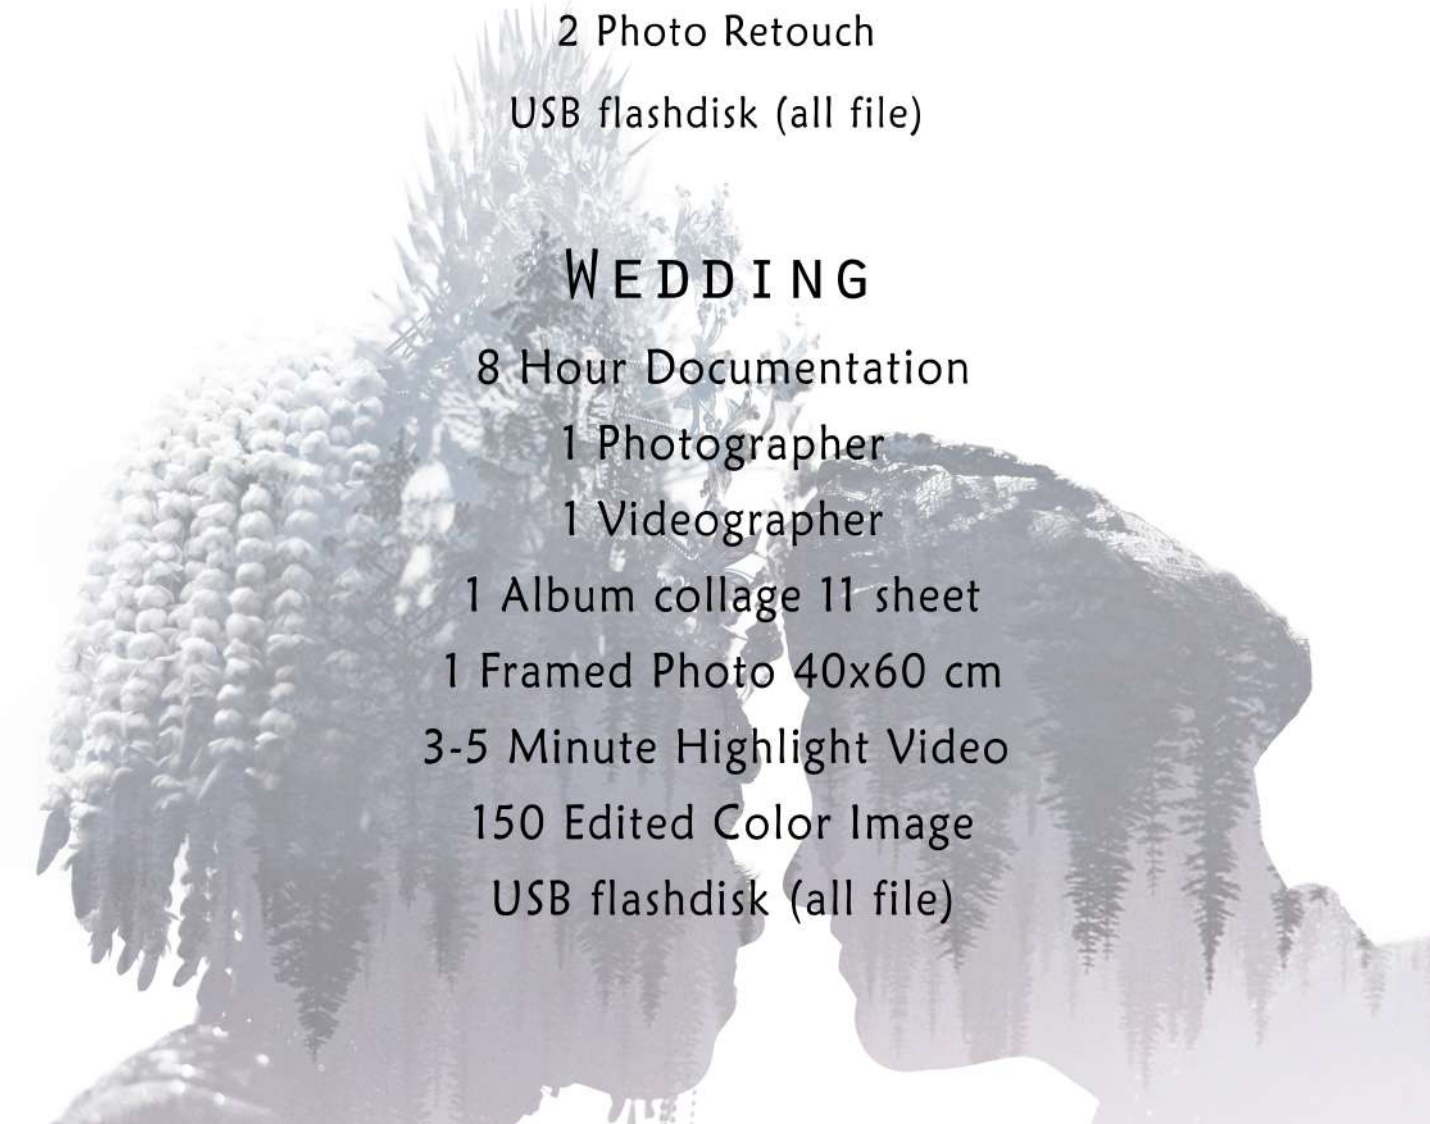 2 Photo Retouch
USB flashdisk (all file)
WEDDING
8 Hour Documentation
1 Photographer
1 Videographer
1 Album collage 11 sheet
1 Framed Photo 40x60 cm
3-5 Minute Highlight Video
150 Edited Color Image
USB flashdisk (all file)